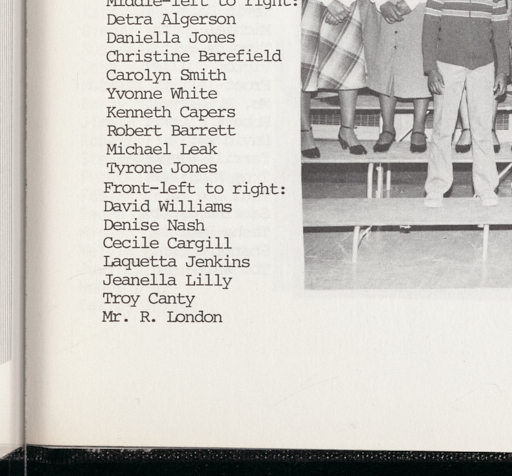 Middle-left to right:
Detra Algerson
Daniella Jones
Christine Barefield
Carolyn Smith
Yvonne White
Kenneth Capers
Robert Barrett
Michael Leak
Tyrone Jones
Front-left to right:
David Williams
Denise Nash
Cecile Cargill
Laquetta Jenkins
Jeanella Lilly
Troy Canty
Mr. R. London